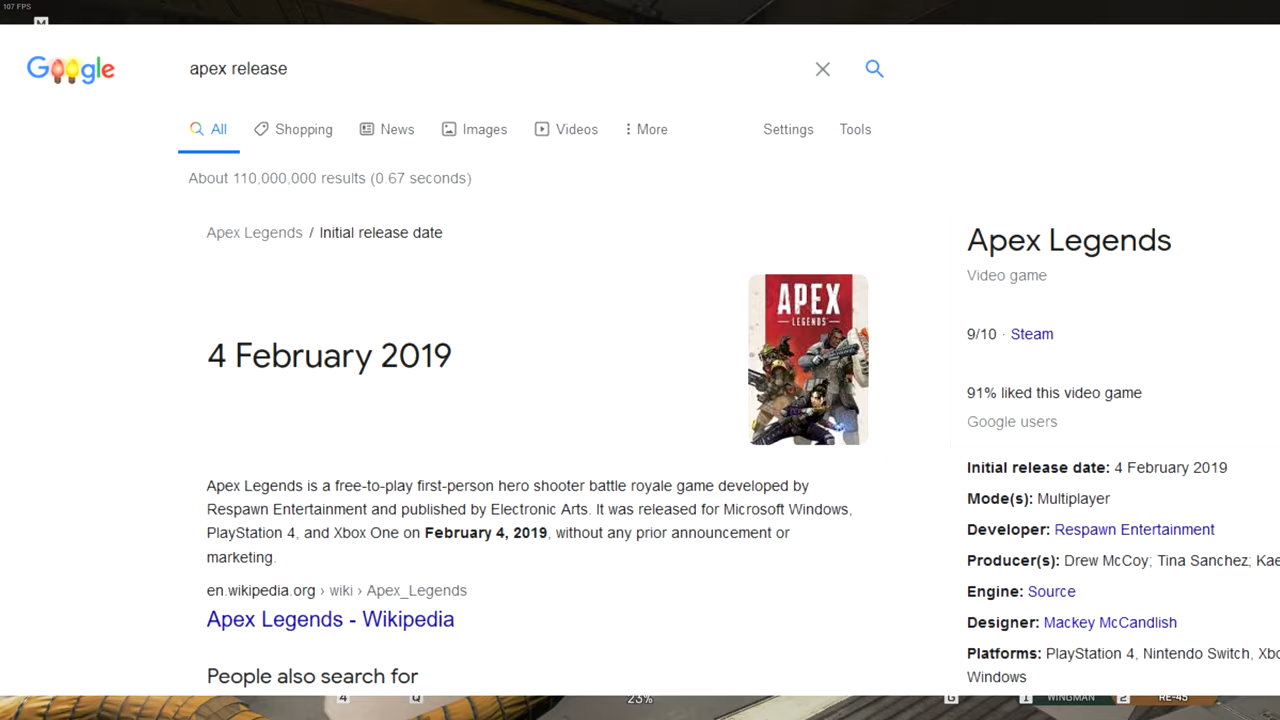 107 FPS
M
Google
apex release
All
Shopping
News
Images
Videos
More
Settings
Tools
About 110,000,000 results (0.67 seconds)
Apex Legends / Initial release date
4 February 2019
APEX
LEGENDS
Apex Legends is a free-to-play first-person hero shooter battle royale game developed by
Respawn Entertainment and published by Electronic Arts. It was released for Microsoft Windows,
PlayStation 4, and Xbox One on February 4, 2019, without any prior announcement or
marketing.
en.wikipedia.org › wiki › Apex_Legends
Apex Legends - Wikipedia
People also search for
Apex Legends
Video game
9/10 · Steam
91% liked this video game
Google users
Initial release date: 4 February 2019
Mode(s): Multiplayer
Developer: Respawn Entertainment
Producer(s): Drew McCoy; Tina Sanchez; Kae
Engine: Source
Designer: Mackey McCandlish
Platforms: PlayStation 4, Nintendo Switch, Xbo
Windows
4
Q
23%
G
1 WINGMAN
2 RE-45